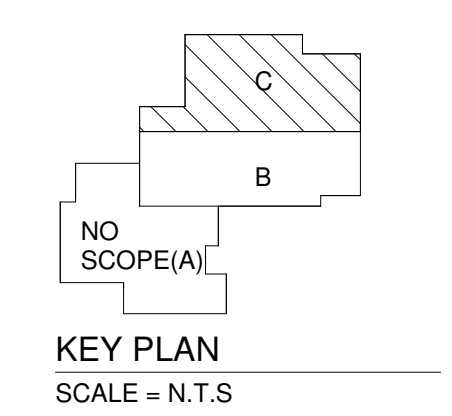 C
B
NO
SCOPE(A)
KEY PLAN
SCALE = N.T.S